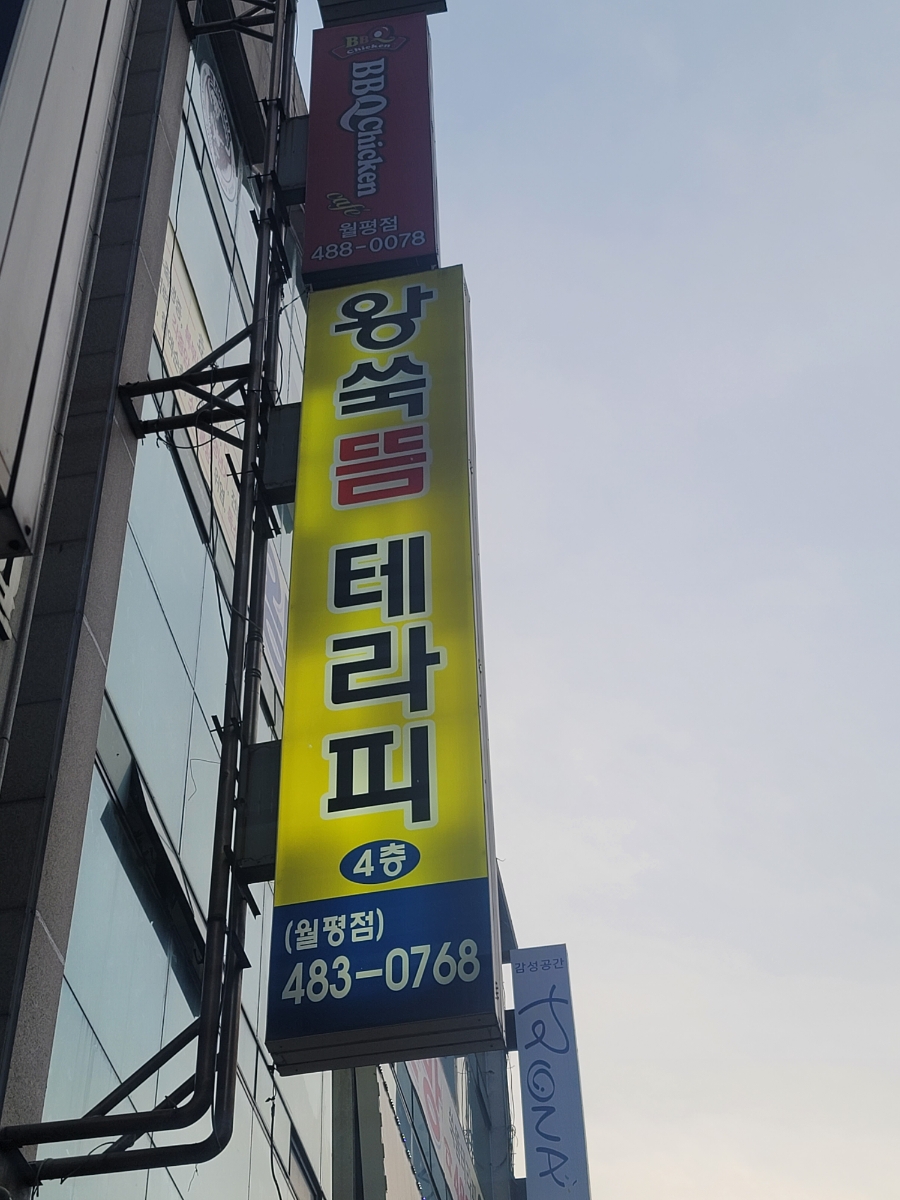 BBQ
Chicken
BBQ Chicken
Cafe
월평점
488-0078
왕쑥뜸 테라피
4층
(월평점)
483-0768
감성공간